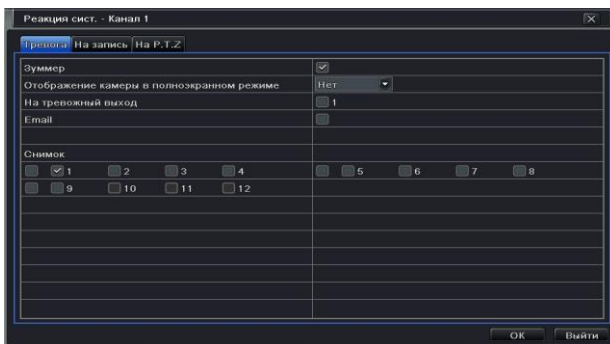 Реакция сист. - Канал 1
Тревога На запись На P.T.Z
Зуммер
Отображение камеры в полноэкранном режиме Нет
На тревожный выход 1
Email
Снимок
1 2 3 4 5 6 7 8
9 10 11 12
ОК Выйти